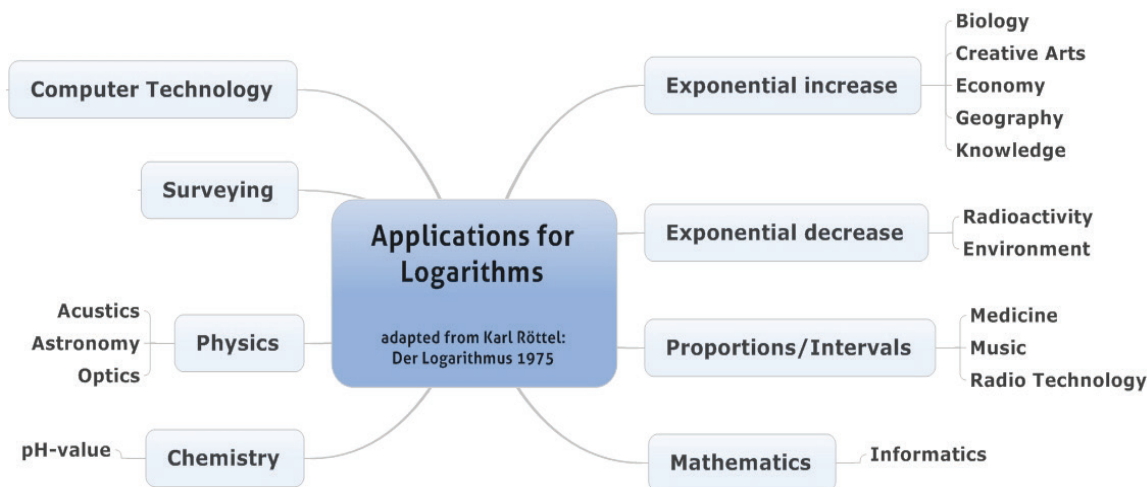 Applications for
Logarithms
adapted from Karl Röttel:
Der Logarithmus 1975
Computer Technology
Surveying
Physics
Acustics
Astronomy
Optics
Chemistry
pH-value
Exponential increase
Biology
Creative Arts
Economy
Geography
Knowledge
Exponential decrease
Radioactivity
Environment
Proportions/Intervals
Medicine
Music
Radio Technology
Mathematics
Informatics